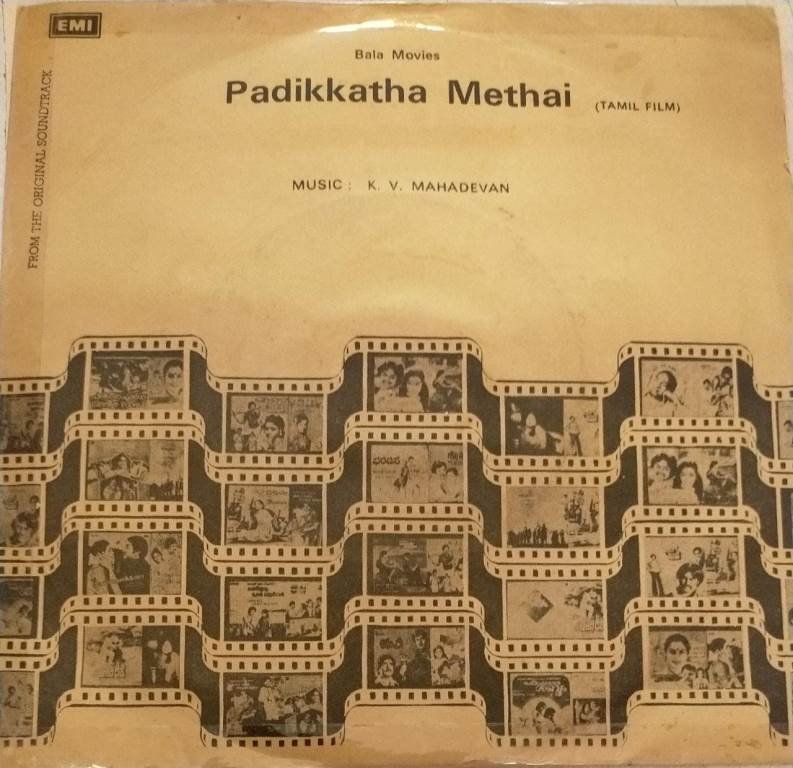 EMI
Bala Movies
Padikkatha Methai (TAMIL FILM)
FROM THE ORIGINAL SOUNDTRACK
MUSIC : K. V. MAHADEVAN